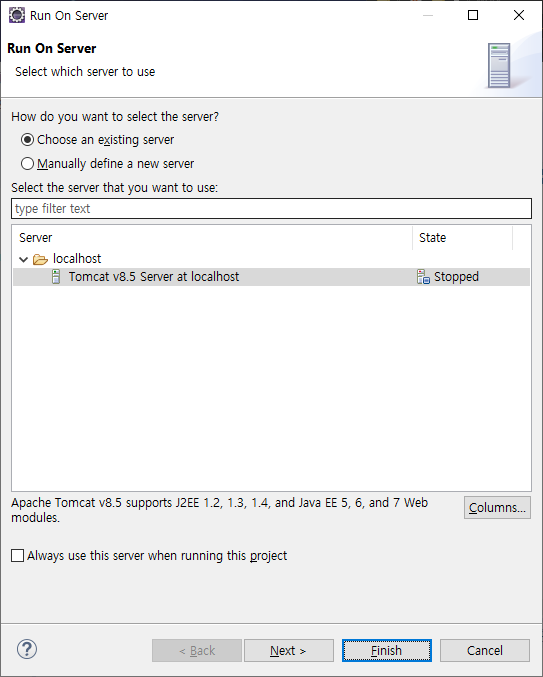 Run On Server
Run On Server
Select which server to use
How do you want to select the server?
Choose an existing server
Manually define a new server
Select the server that you want to use:
type filter text
Server State
localhost
Tomcat v8.5 Server at localhost Stopped
Apache Tomcat v8.5 supports J2EE 1.2, 1.3, 1.4, and Java EE 5, 6, and 7 Web
modules.
Columns...
Always use this server when running this project
? < Back Next > Finish Cancel